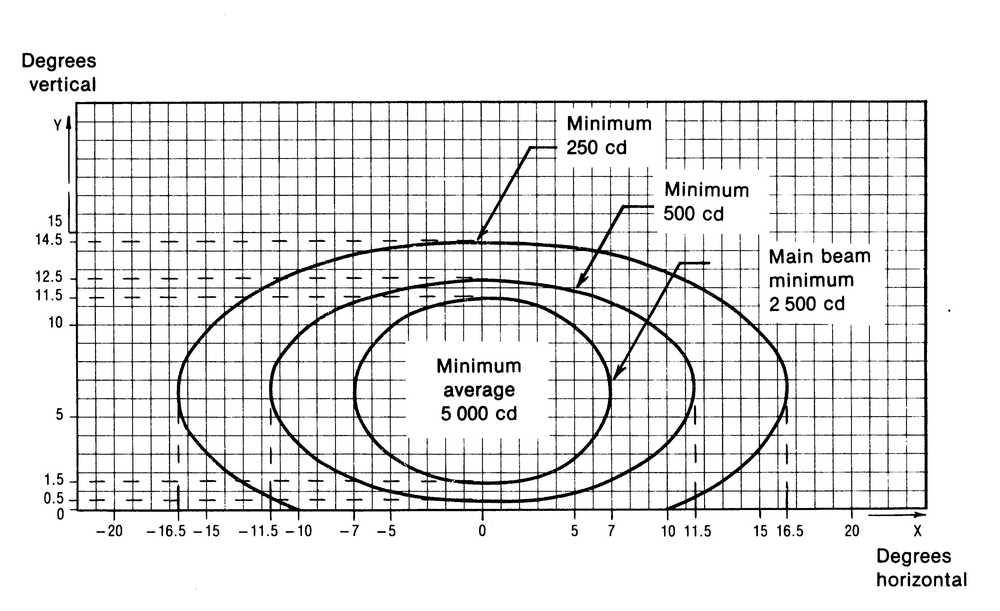 Degrees
vertical
Y
Minimum
250 cd
Minimum
500 cd
Main beam
minimum
2 500 cd
15
14.5
12.5
11.5
10
5
1.5
0.5
0
Minimum
average
5 000 cd
–20 –16.5 –15 –11.5 –10 –7 –5 0 5 7 10 11.5 15 16.5 20 X
Degrees
horizontal